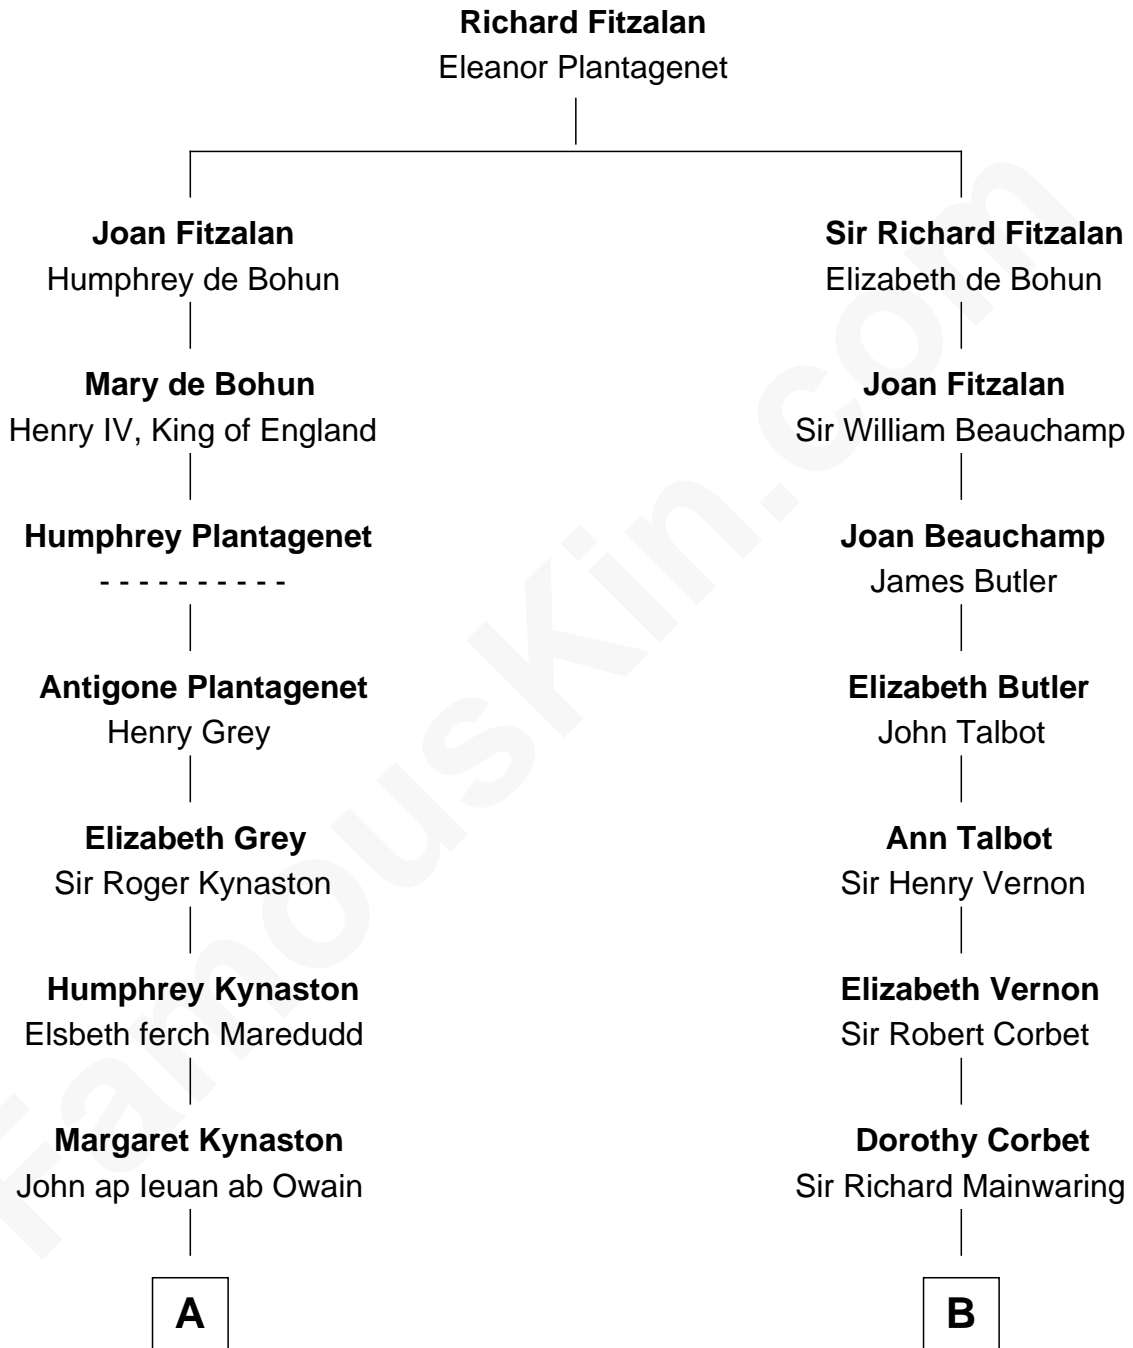 Richard Fitzalan
Eleanor Plantagenet
Joan Fitzalan
Humphrey de Bohun
Sir Richard Fitzalan
Elizabeth de Bohun
Mary de Bohun
Henry IV, King of England
Joan Fitzalan
Sir William Beauchamp
Humphrey Plantagenet
- - - - - - - - - -
Joan Beauchamp
James Butler
Antigone Plantagenet
Henry Grey
Elizabeth Butler
John Talbot
Elizabeth Grey
Sir Roger Kynaston
Ann Talbot
Sir Henry Vernon
Humphrey Kynaston
Elsbeth ferch Maredudd
Elizabeth Vernon
Sir Robert Corbet
Margaret Kynaston
John ap Ieuan ab Owain
Dorothy Corbet
Sir Richard Mainwaring
A
B
FamousKin.com